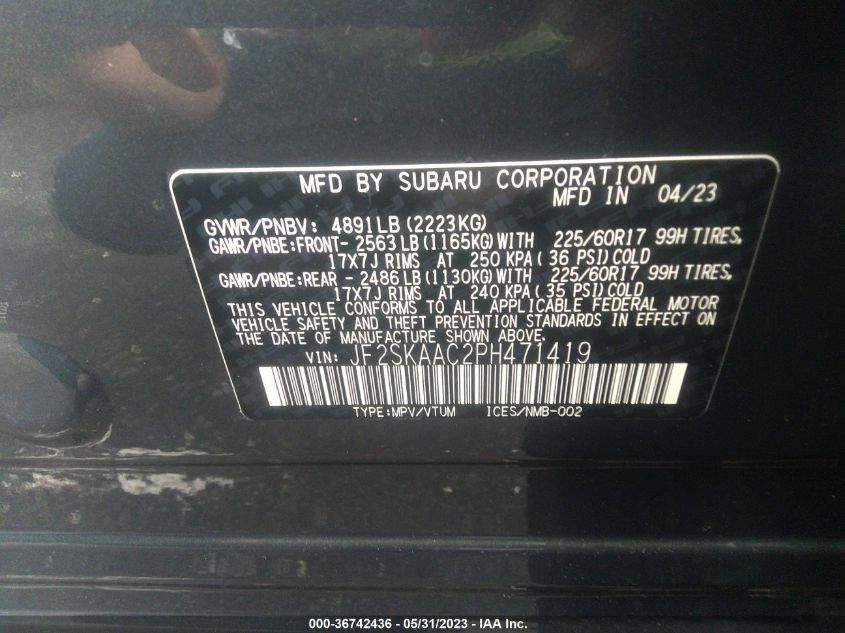 MFD BY SUBARU CORPORATION
MFD IN 04/23
GVWR/PNBV: 4891LB (2223KG)
GAWR/PNBE:FRONT- 2563 LB (1165KG) WITH 225/60R17 99H TIRES,
17X7J RIMS AT 250 KPA ( 36 PSI) COLD
GAWR/PNBE:REAR - 2486 LB (1130KG) WITH 225/60R17 99H TIRES,
17X7J RIMS AT 240 KPA ( 35 PSI) COLD
THIS VEHICLE CONFORMS TO ALL APPLICABLE FEDERAL MOTOR
VEHICLE SAFETY AND THEFT PREVENTION STANDARDS IN EFFECT ON
THE DATE OF MANUFACTURE SHOWN ABOVE.
VIN: JF2SKAAC2PH471419
TYPE:MPV/VTUM ICES/NMB-002
000-36742436 - 05/31/2023 - IAA Inc.